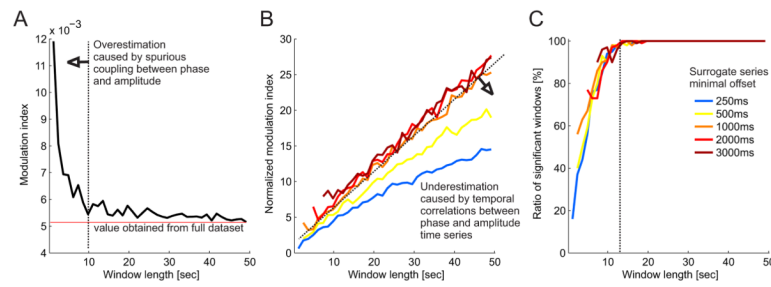 A
x 10⁻³
12
11
10
9
8
7
6
5
4
0
10
20
30
40
50
Modulation index
Window length [sec]
Overestimation
caused by spurious
coupling between phase
and amplitude
value obtained from full dataset
B
30
25
20
15
10
5
0
0
10
20
30
40
50
Normalized modulation index
Window length [sec]
Underestimation
caused by temporal
correlations between
phase and amplitude
time series
C
100
80
60
40
20
0
0
10
20
30
40
50
Ratio of significant windows [%]
Window length [sec]
Surrogate series
minimal offset
250ms
500ms
1000ms
2000ms
3000ms